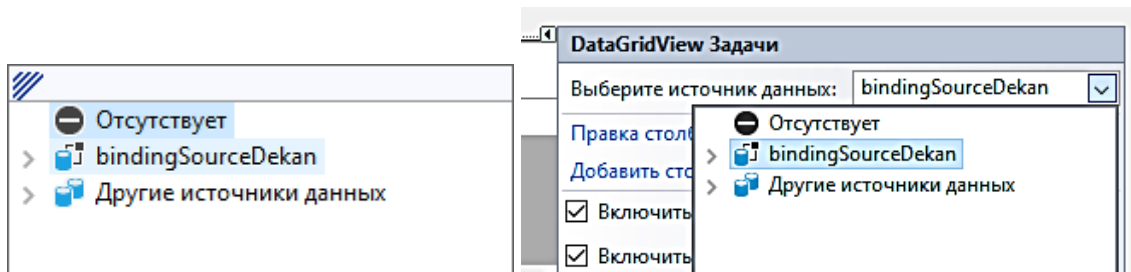 Отсутствует
bindingSourceDekan
Другие источники данных
DataGridView Задачи
Выберите источник данных: bindingSourceDekan
Отсутствует
bindingSourceDekan
Другие источники данных
Правка столб
Добавить сто
Включить
Включить